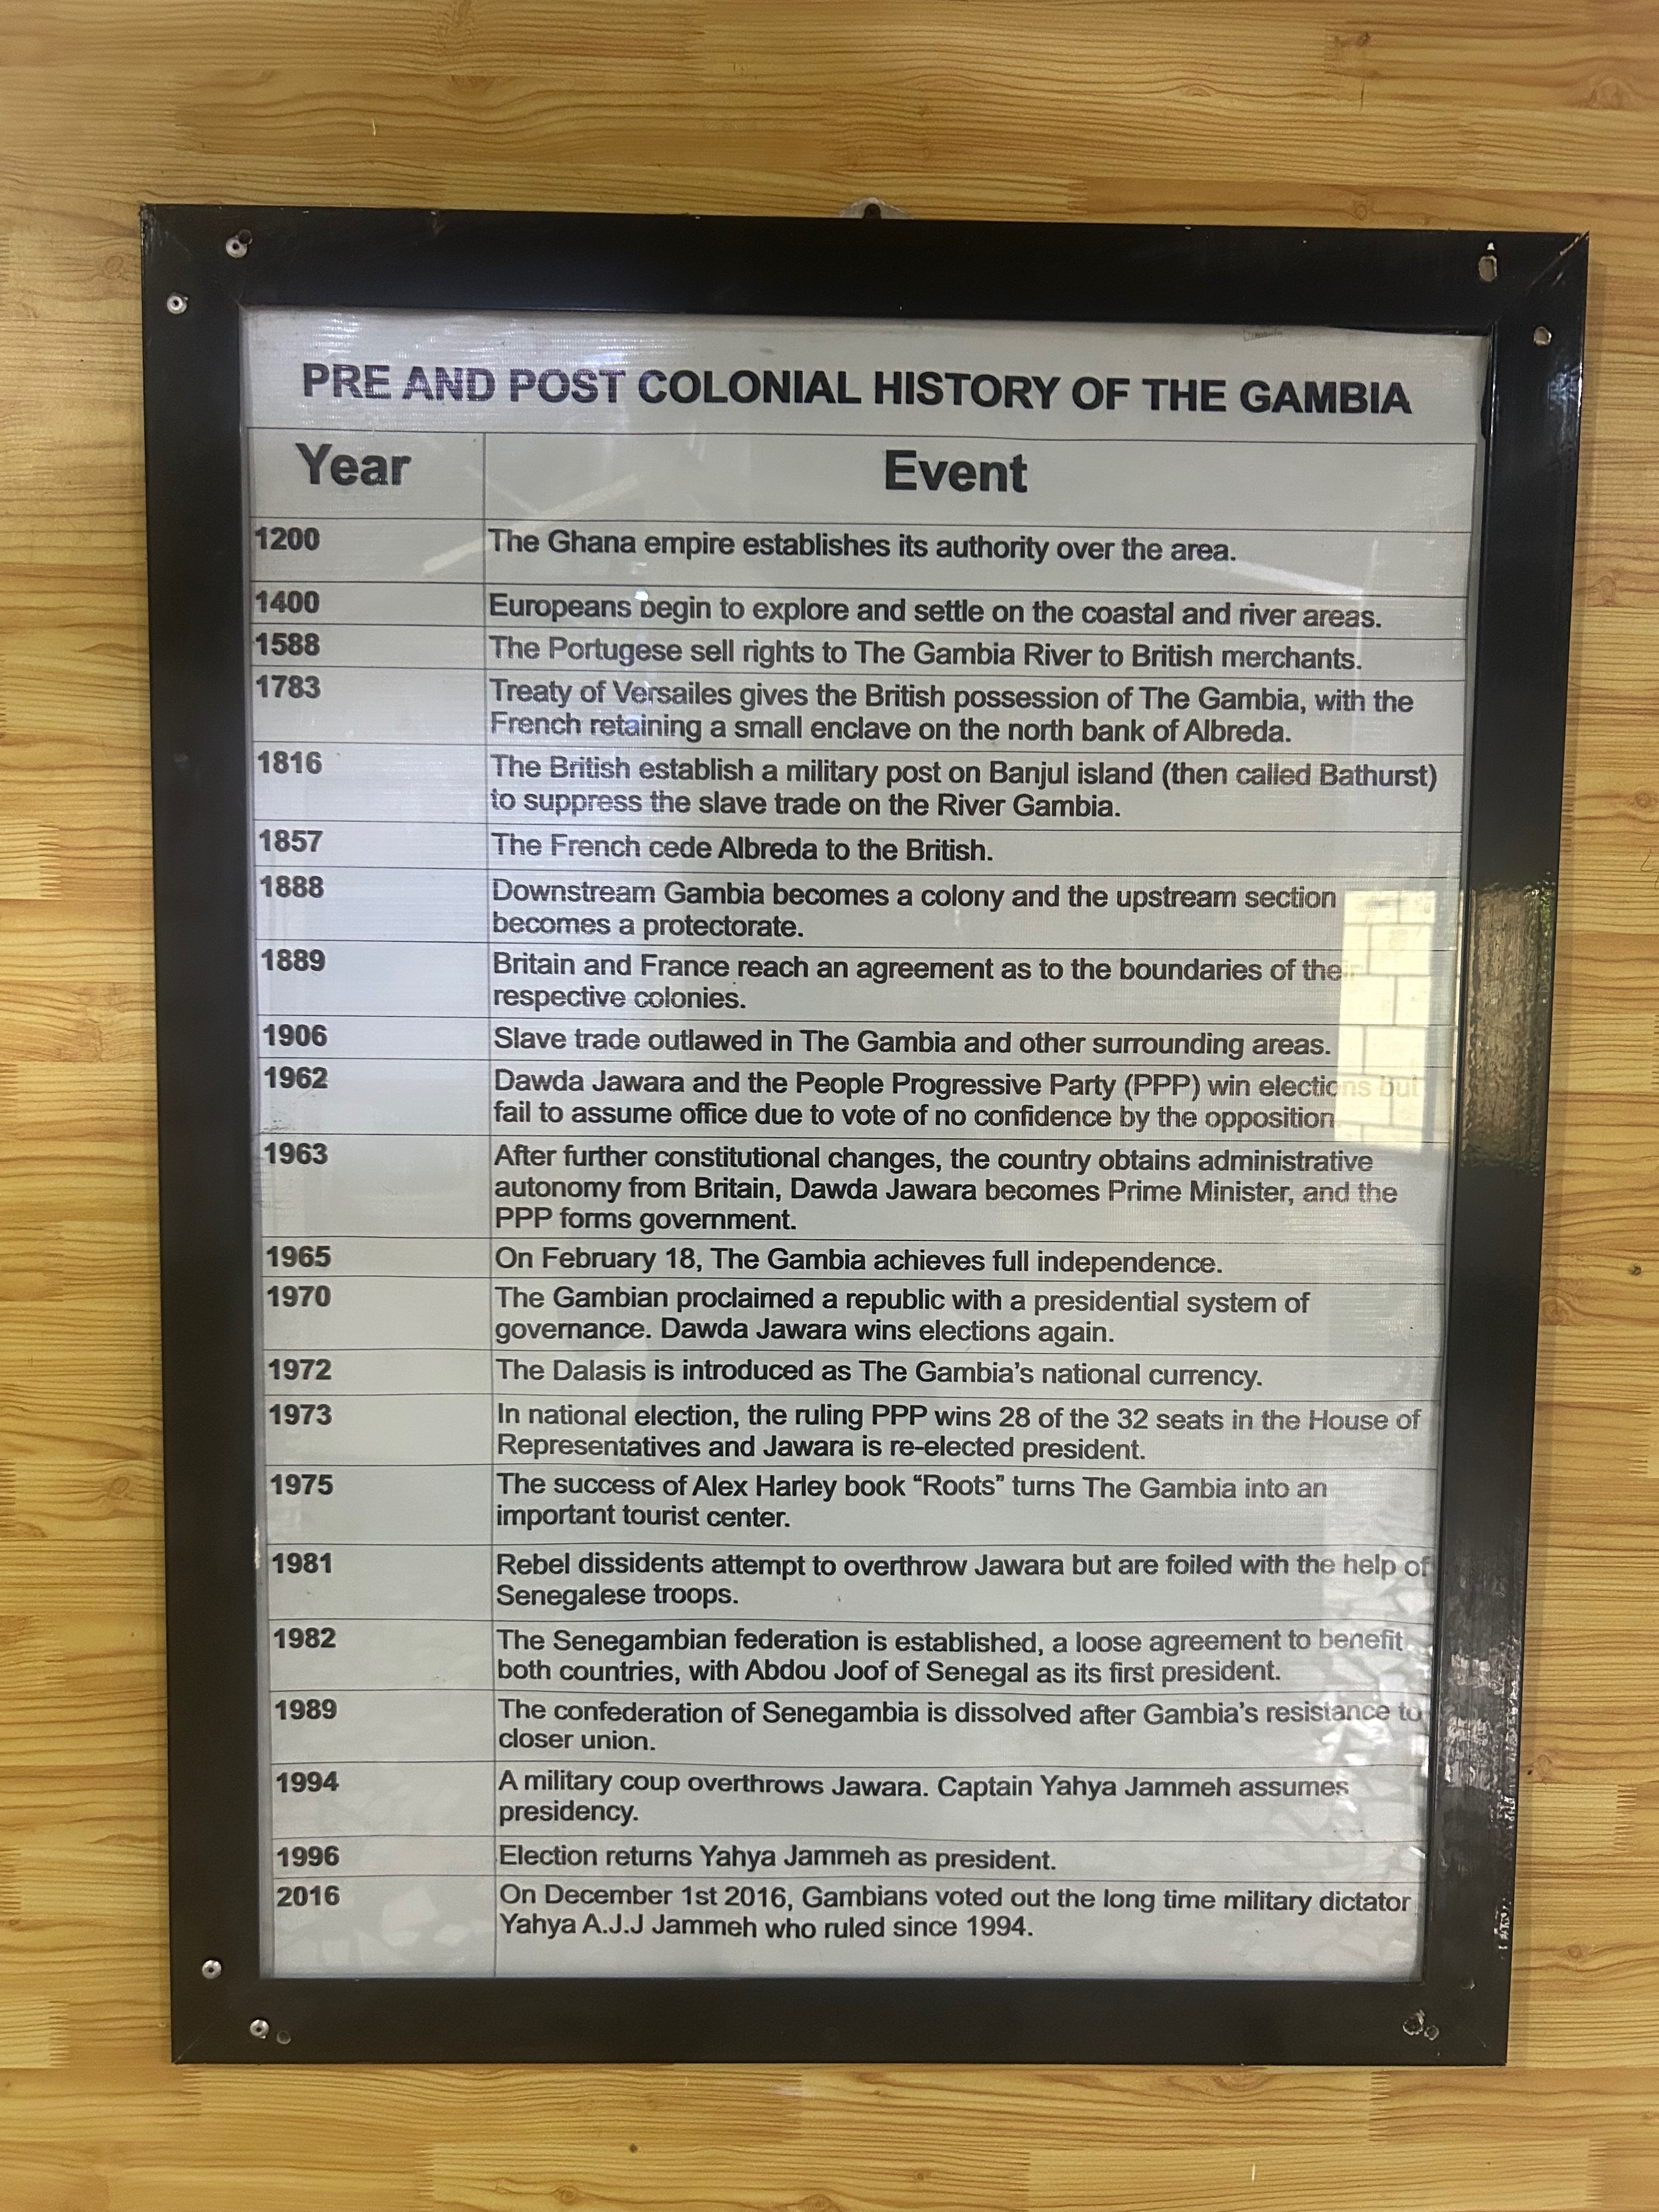 PRE AND POST COLONIAL HISTORY OF THE GAMBIA
Year Event
1200 The Ghana empire establishes its authority over the area.
1400 Europeans begin to explore and settle on the coastal and river areas.
1588 The Portugese sell rights to The Gambia River to British merchants.
1783 Treaty of Versailes gives the British possession of The Gambia, with the
French retaining a small enclave on the north bank of Albreda.
1816 The British establish a military post on Banjul island (then called Bathurst)
to suppress the slave trade on the River Gambia.
1857 The French cede Albreda to the British.
1888 Downstream Gambia becomes a colony and the upstream section
becomes a protectorate.
1889 Britain and France reach an agreement as to the boundaries of their
respective colonies.
1906 Slave trade outlawed in The Gambia and other surrounding areas.
1962 Dawda Jawara and the People Progressive Party (PPP) win elections but
fail to assume office due to vote of no confidence by the opposition
1963 After further constitutional changes, the country obtains administrative
autonomy from Britain, Dawda Jawara becomes Prime Minister, and the
PPP forms government.
1965 On February 18, The Gambia achieves full independence.
1970 The Gambian proclaimed a republic with a presidential system of
governance. Dawda Jawara wins elections again.
1972 The Dalasis is introduced as The Gambia's national currency.
1973 In national election, the ruling PPP wins 28 of the 32 seats in the House of
Representatives and Jawara is re-elected president.
1975 The success of Alex Harley book “Roots” turns The Gambia into an
important tourist center.
1981 Rebel dissidents attempt to overthrow Jawara but are foiled with the help of
Senegalese troops.
1982 The Senegambian federation is established, a loose agreement to benefit
both countries, with Abdou Joof of Senegal as its first president.
1989 The confederation of Senegambia is dissolved after Gambia's resistance to
closer union.
1994 A military coup overthrows Jawara. Captain Yahya Jammeh assumes
presidency.
1996 Election returns Yahya Jammeh as president.
2016 On December 1st 2016, Gambians voted out the long time military dictator
Yahya A.J.J Jammeh who ruled since 1994.